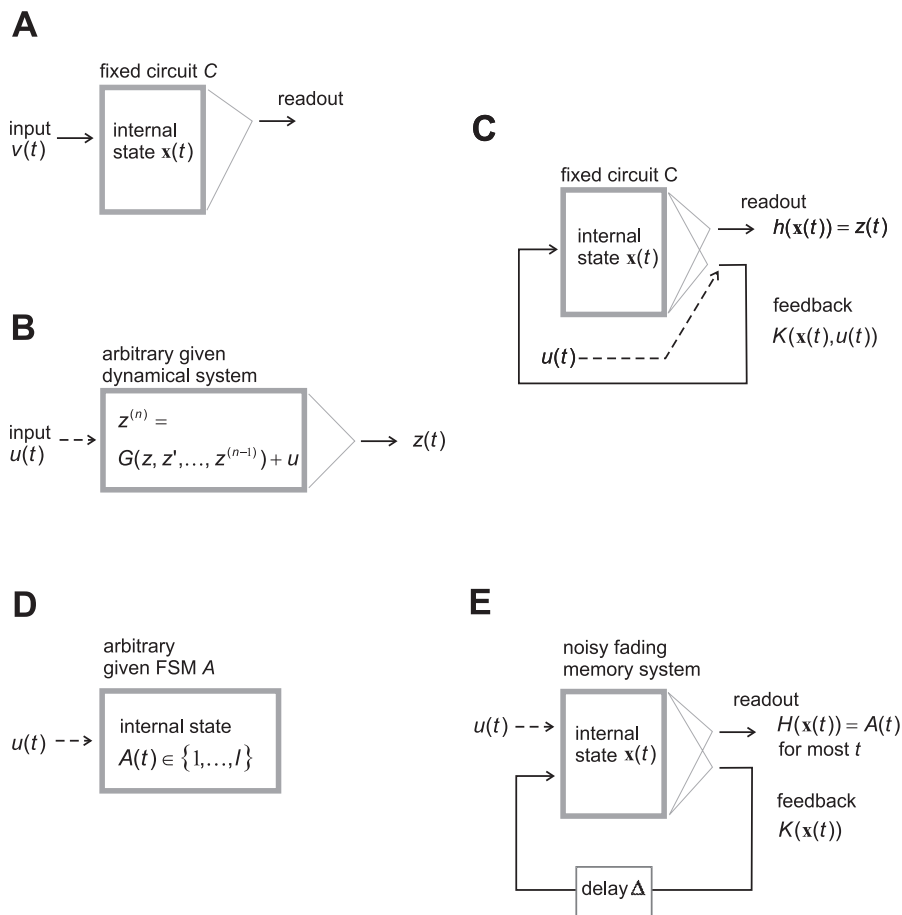 A
fixed circuit C
readout
input
v(t)
internal
state x(t)
B
arbitrary given
dynamical system
input
u(t)
z⁽ⁿ⁾ =
G(z, z',..., z⁽ⁿ⁻¹⁾) + u
z(t)
C
fixed circuit C
readout
h(x(t)) = z(t)
internal
state x(t)
feedback
K(x(t),u(t))
u(t)
D
arbitrary
given FSM A
internal state
u(t)
A(t) ∈ {1,...,l}
E
noisy fading
memory system
readout
u(t)
H(x(t)) = A(t)
for most t
internal
state x(t)
feedback
K(x(t))
delay Δ